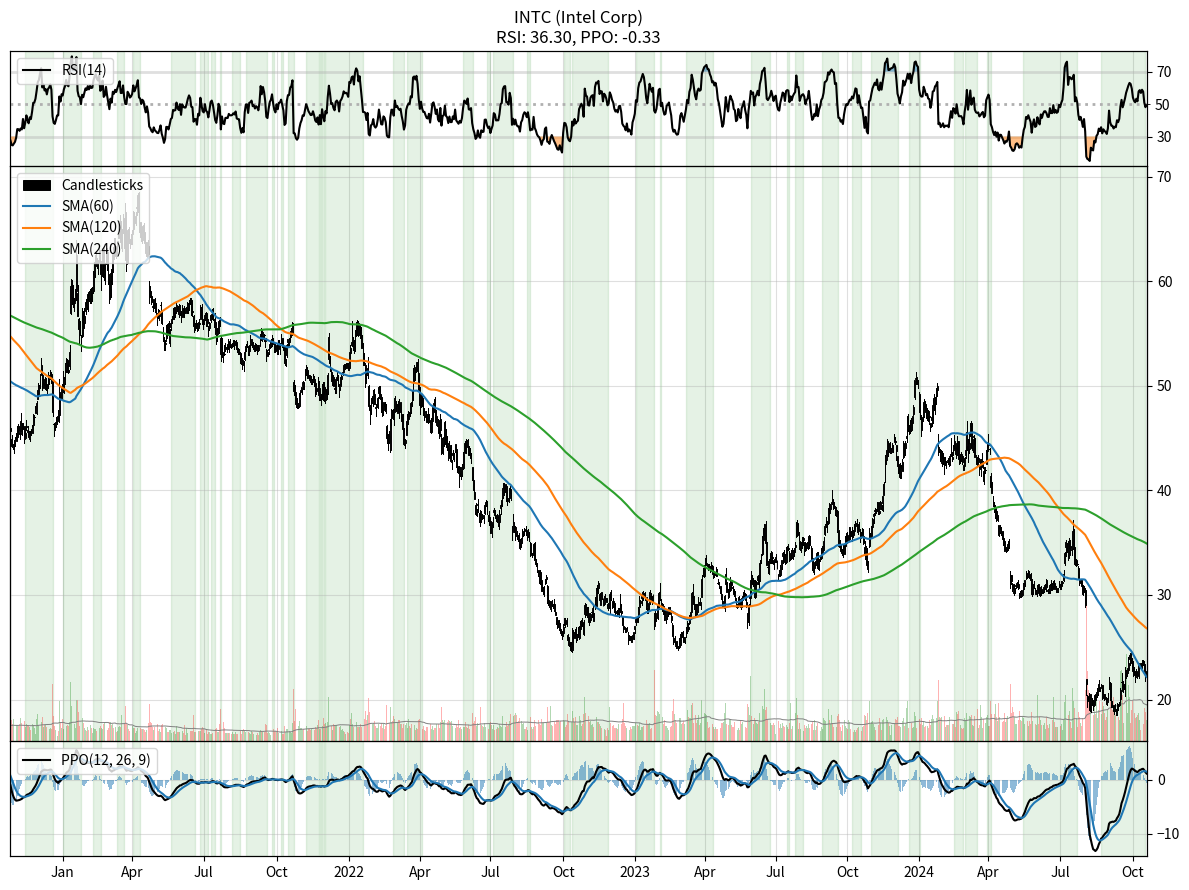 INTC (Intel Corp)
RSI: 36.30, PPO: -0.33
RSI(14)
70
50
30
Candlesticks
SMA(60)
SMA(120)
SMA(240)
70
60
50
40
30
20
PPO(12, 26, 9)
0
−10
Jan Apr Jul Oct 2022 Apr Jul Oct 2023 Apr Jul Oct 2024 Apr Jul Oct